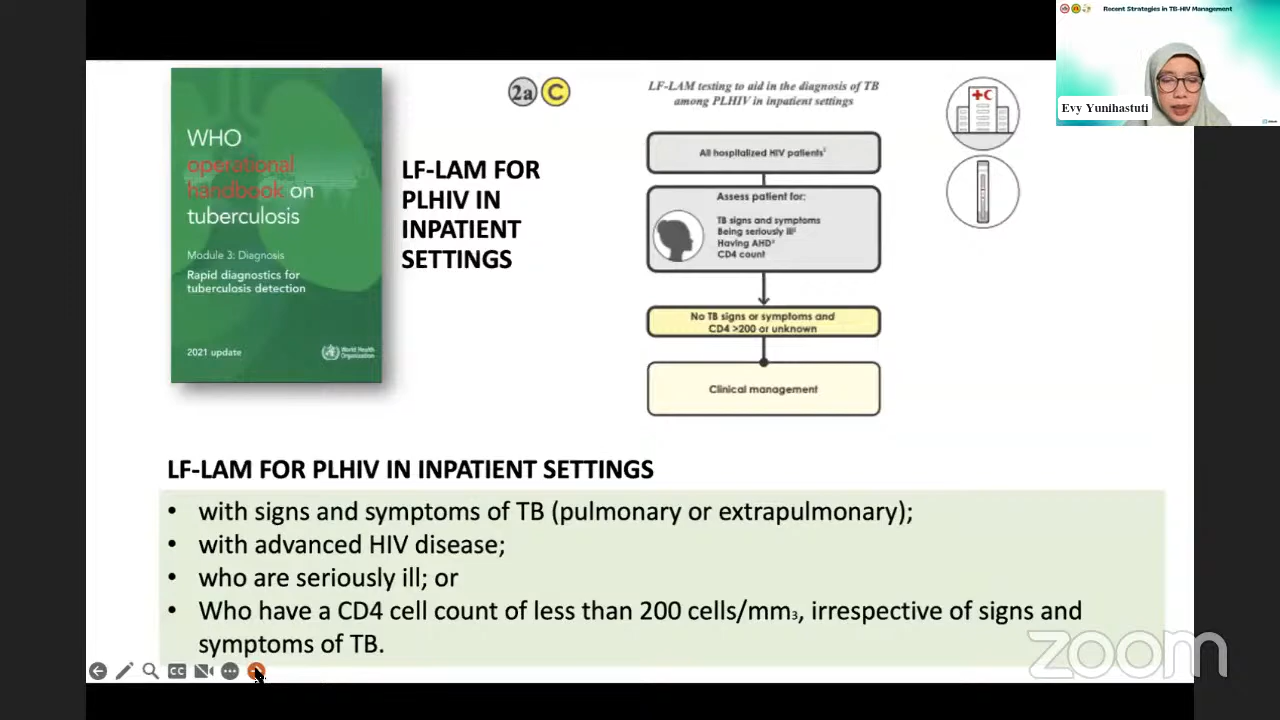 Recent Strategies in TB-HIV Management
Evy Yunihastuti
WHO
operational
handbook on
tuberculosis
Module 3: Diagnosis
Rapid diagnostics for
tuberculosis detection
2021 update
World Health
Organization
LF-LAM FOR
PLHIV IN
INPATIENT
SETTINGS
2a C
LF-LAM testing to aid in the diagnosis of TB
among PLHIV in inpatient settings
All hospitalized HIV patients¹
Assess patient for:
TB signs and symptoms
Being seriously ill²
Having AHD³
CD4 count
No TB signs or symptoms and
CD4 >200 or unknown
Clinical management
LF-LAM FOR PLHIV IN INPATIENT SETTINGS
• with signs and symptoms of TB (pulmonary or extrapulmonary);
• with advanced HIV disease;
• who are seriously ill; or
• Who have a CD4 cell count of less than 200 cells/mm₃, irrespective of signs and
symptoms of TB.
CC
zoom